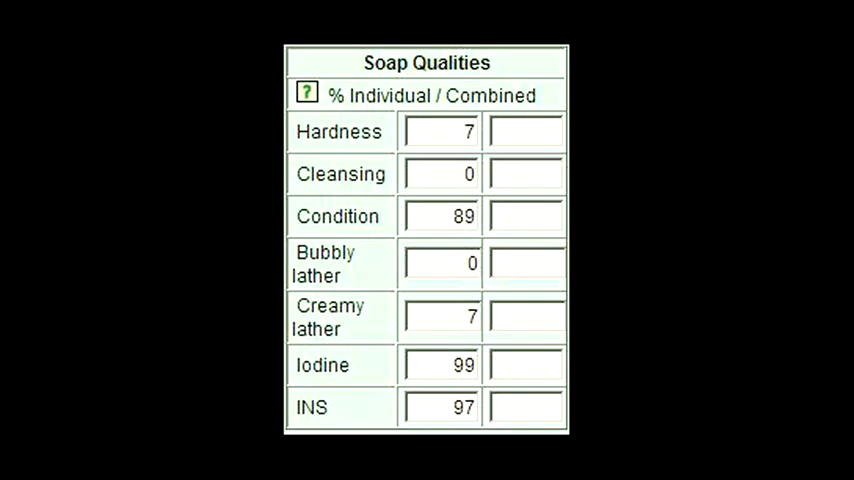 Soap Qualities
? % Individual / Combined
Hardness 7
Cleansing 0
Condition 89
Bubbly
lather 0
Creamy
lather 7
Iodine 99
INS 97